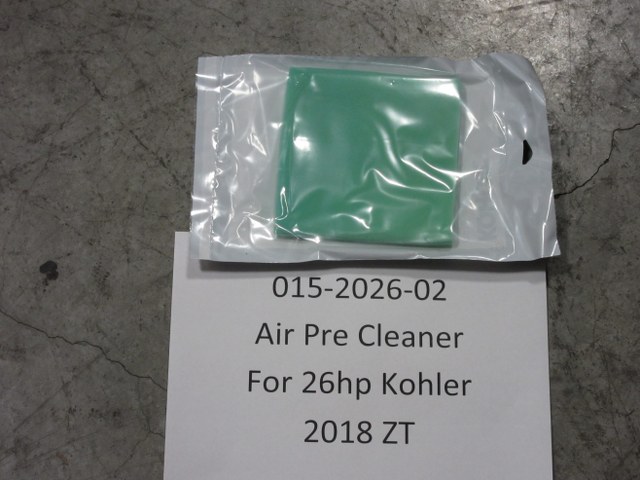 015-2026-02
Air Pre Cleaner
For 26hp Kohler
2018 ZT